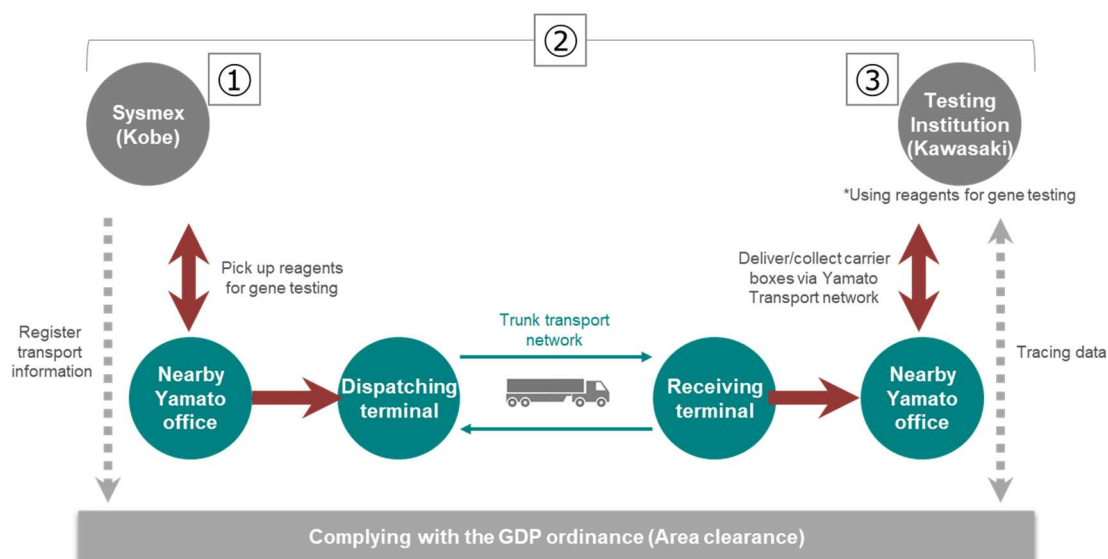 ②
①
③
Sysmex
(Kobe)
Testing
Institution
(Kawasaki)
*Using reagents for gene testing
Pick up reagents
for gene testing
Deliver/collect carrier
boxes via Yamato
Transport network
Register
transport
information
Trunk transport
network
Tracing data
Nearby
Yamato
office
Dispatching
terminal
Receiving
terminal
Nearby
Yamato
office
Complying with the GDP ordinance (Area clearance)